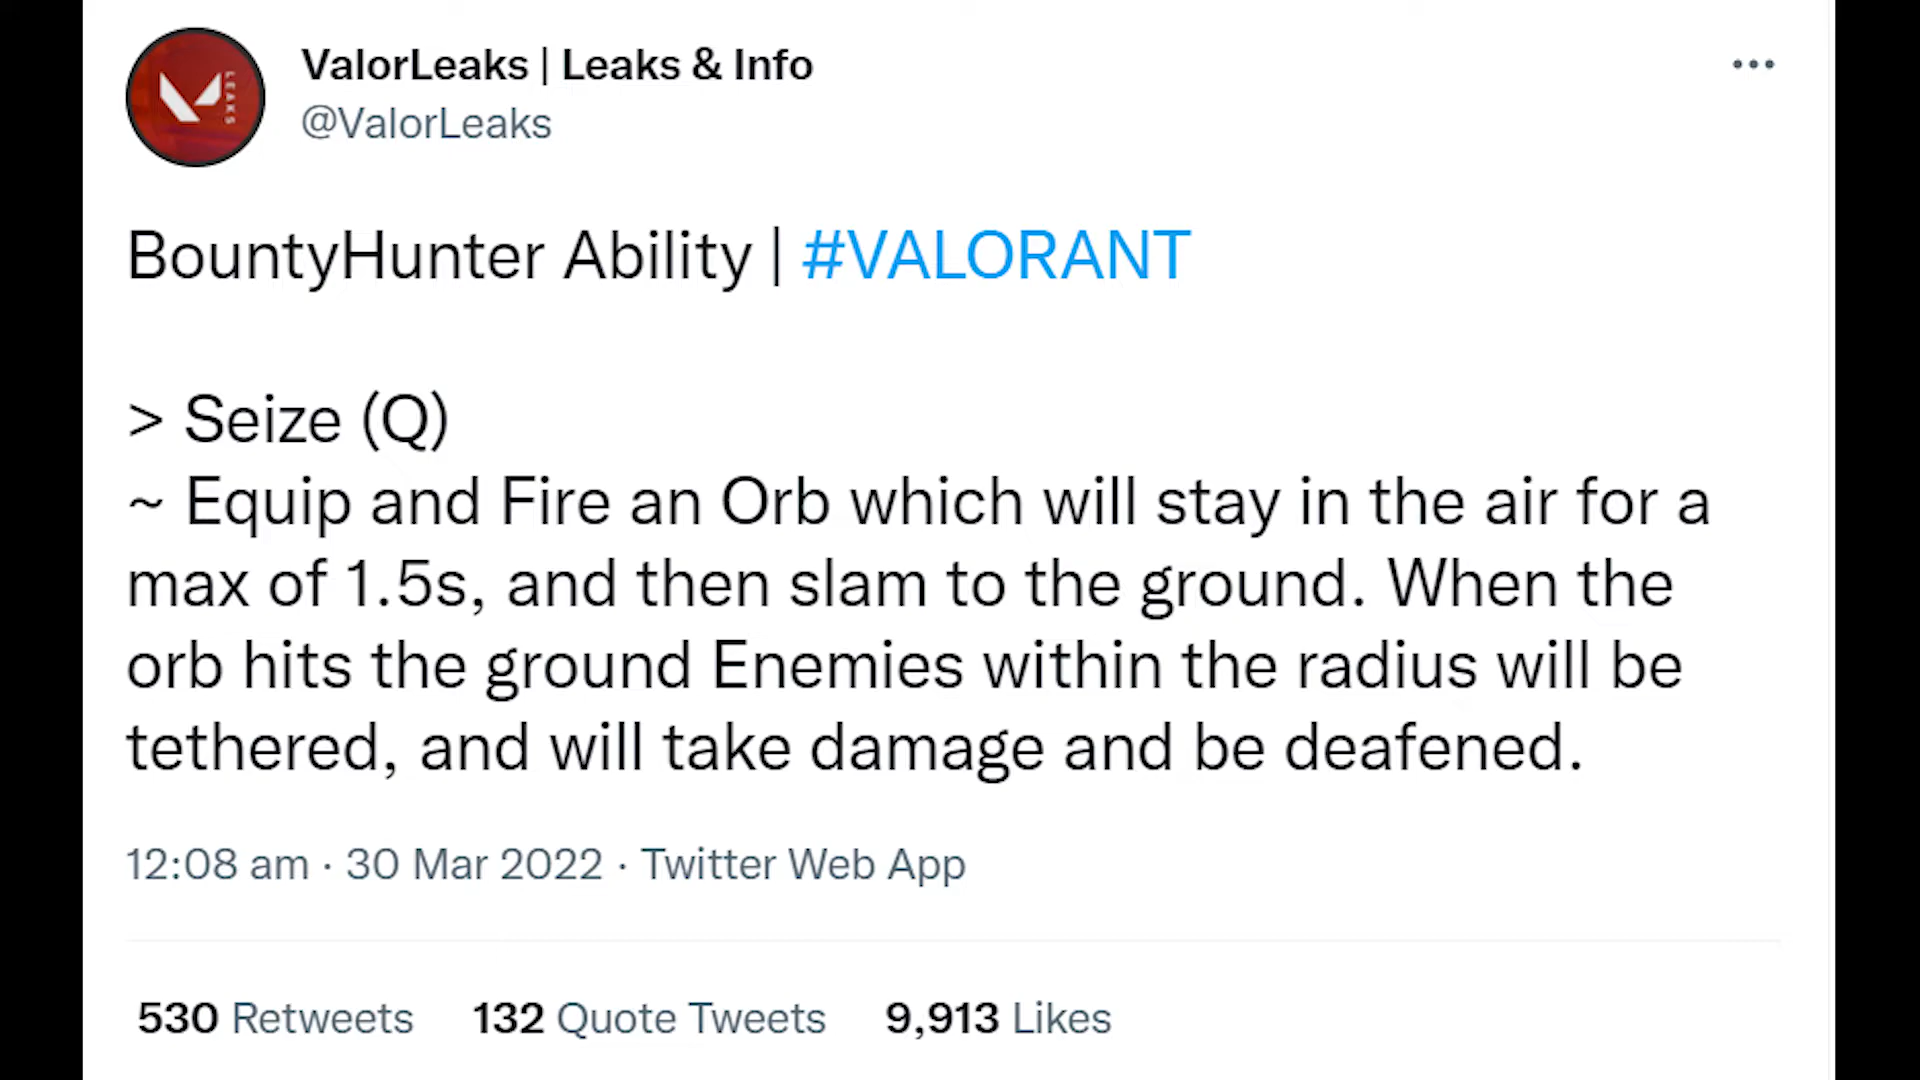 ValorLeaks | Leaks & Info
@ValorLeaks
LEAKS
BountyHunter Ability | #VALORANT
> Seize (Q)
~ Equip and Fire an Orb which will stay in the air for a
max of 1.5s, and then slam to the ground. When the
orb hits the ground Enemies within the radius will be
tethered, and will take damage and be deafened.
12:08 am · 30 Mar 2022 · Twitter Web App
530 Retweets 132 Quote Tweets 9,913 Likes